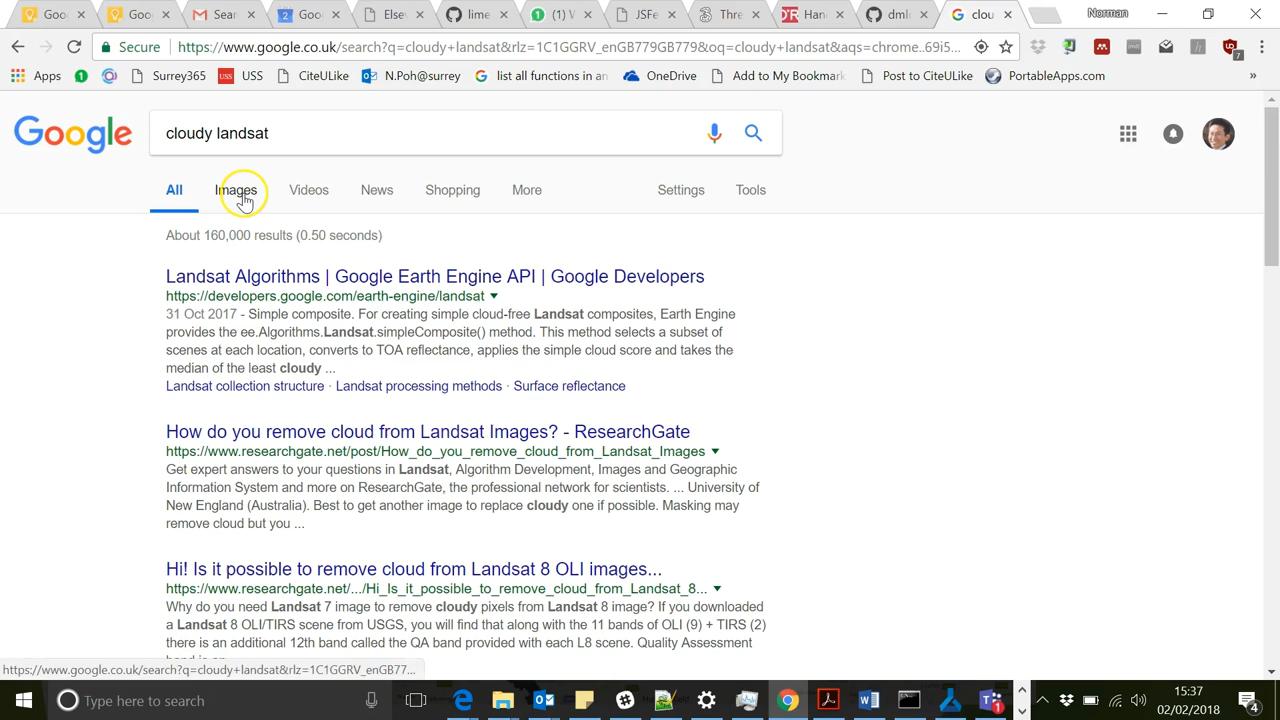 Goo
Goo
Sear
Goo
Elsev
lime
(1) V
JSFe
hree
Han
dml
clou
Norman
Secure
https://www.google.co.uk/search?q=cloudy+landsat&rlz=1C1GGRV_enGB779GB779&oq=cloudy+landsat&aqs=chrome..69i5...
7
Apps
Surrey365
USS
CiteULike
N.Poh@surrey
list all functions in an
OneDrive
Add to My Bookmark
Post to CiteULike
PortableApps.com
»
Google
cloudy landsat
All
Images
Videos
News
Shopping
More
Settings
Tools
About 160,000 results (0.50 seconds)
Landsat Algorithms | Google Earth Engine API | Google Developers
https://developers.google.com/earth-engine/landsat
31 Oct 2017 - Simple composite. For creating simple cloud-free Landsat composites, Earth Engine
provides the ee.Algorithms.Landsat.simpleComposite() method. This method selects a subset of
scenes at each location, converts to TOA reflectance, applies the simple cloud score and takes the
median of the least cloudy ...
Landsat collection structure · Landsat processing methods · Surface reflectance
How do you remove cloud from Landsat Images? - ResearchGate
https://www.researchgate.net/post/How_do_you_remove_cloud_from_Landsat_Images
Get expert answers to your questions in Landsat, Algorithm Development, Images and Geographic
Information System and more on ResearchGate, the professional network for scientists. ... University of
New England (Australia). Best to get another image to replace cloudy one if possible. Masking may
remove cloud but you ...
Hi! Is it possible to remove cloud from Landsat 8 OLI images...
https://www.researchgate.net/.../Hi_Is_it_possible_to_remove_cloud_from_Landsat_8...
Why do you need Landsat 7 image to remove cloudy pixels from Landsat 8 image? If you downloaded
a Landsat 8 OLI/TIRS scene from USGS, you will find that along with the 11 bands of OLI (9) + TIRS (2)
there is an additional 12th band called the QA band provided with each L8 scene. Quality Assessment
https://www.google.co.uk/search?q=cloudy+landsat&rlz=1C1GGRV_enGB77...
Type here to search
15:37
02/02/2018
4